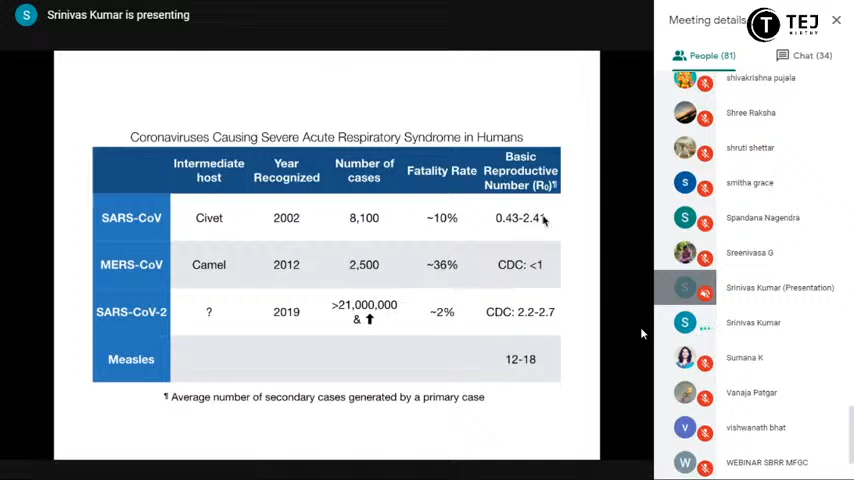 S Srinivas Kumar is presenting
Meeting details
TEJ
People (81)
Chat (34)
Coronaviruses Causing Severe Acute Respiratory Syndrome in Humans
Intermediate host Year Recognized Number of cases Fatality Rate Basic Reproductive Number (R₀)¶
SARS-CoV Civet 2002 8,100 ~10% 0.43-2.41
MERS-CoV Camel 2012 2,500 ~36% CDC: <1
SARS-CoV-2 ? 2019 >21,000,000 & ⬆ ~2% CDC: 2.2-2.7
Measles 12-18
¶ Average number of secondary cases generated by a primary case
shivakrishna pujala
Shree Raksha
shruti shettar
s smitha grace
S Spandana Nagendra
Sreenivasa G
S Srinivas Kumar (Presentation)
S Srinivas Kumar
Sumana K
Vanaja Patgar
v vishwanath bhat
W WEBINAR SBRR MFGC